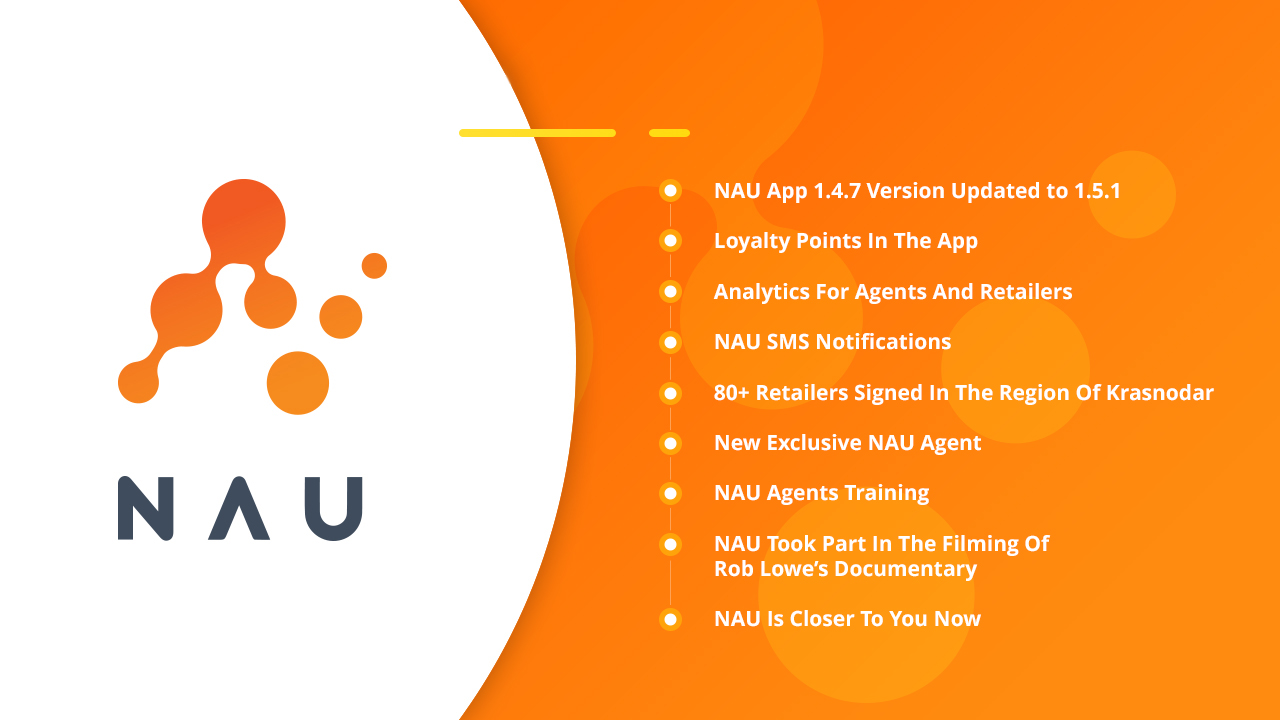 NAU
NAU App 1.4.7 Version Updated to 1.5.1
Loyalty Points In The App
Analytics For Agents And Retailers
NAU SMS Notifications
80+ Retailers Signed In The Region Of Krasnodar
New Exclusive NAU Agent
NAU Agents Training
NAU Took Part In The Filming Of
Rob Lowe’s Documentary
NAU Is Closer To You Now